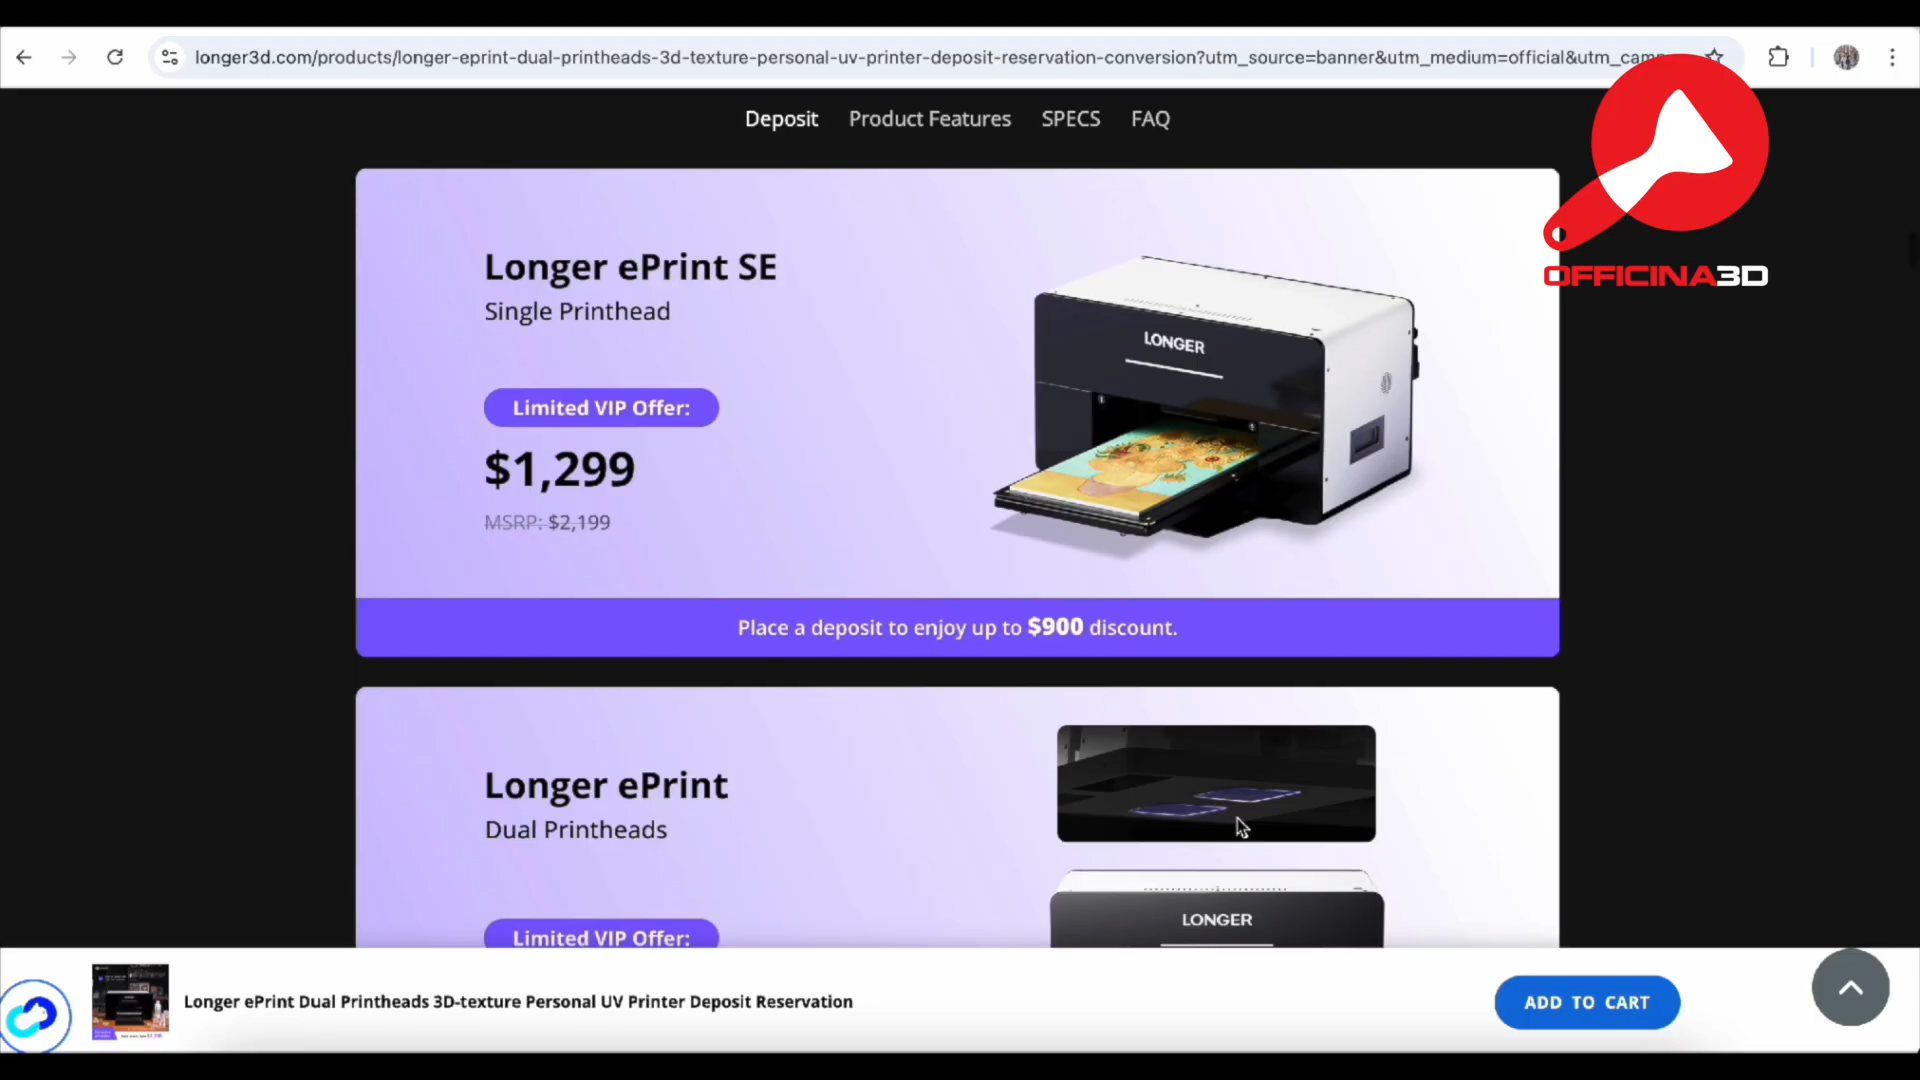 longer3d.com/products/longer-eprint-dual-printheads-3d-texture-personal-uv-printer-deposit-reservation-conversion?utm_source=banner&utm_medium=official&utm_cam
Deposit Product Features SPECS FAQ
OFFICINA3D
Longer ePrint SE
Single Printhead
LONGER
Limited VIP Offer:
$1,299
MSRP: $2,199
Place a deposit to enjoy up to $900 discount.
Longer ePrint
Dual Printheads
LONGER
Limited VIP Offer:
Longer ePrint Dual Printheads 3D-texture Personal UV Printer Deposit Reservation
ADD TO CART